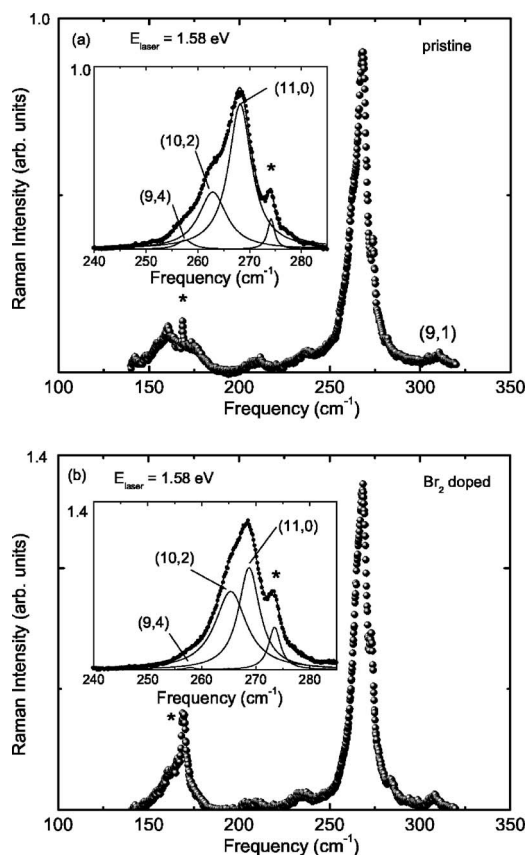 1.0
(a)
E_laser = 1.58 eV
pristine
1.0
(11,0)
(10,2)
*
(9,4)
240 250 260 270 280
Frequency (cm⁻¹)
*
(9,1)
Raman Intensity (arb. units)
100 150 200 250 300 350
Frequency (cm⁻¹)
1.4
(b)
E_laser = 1.58 eV
Br₂ doped
1.4
(11,0)
(10,2)
*
(9,4)
240 250 260 270 280
Frequency (cm⁻¹)
*
Raman Intensity (arb. units)
100 150 200 250 300 350
Frequency (cm⁻¹)